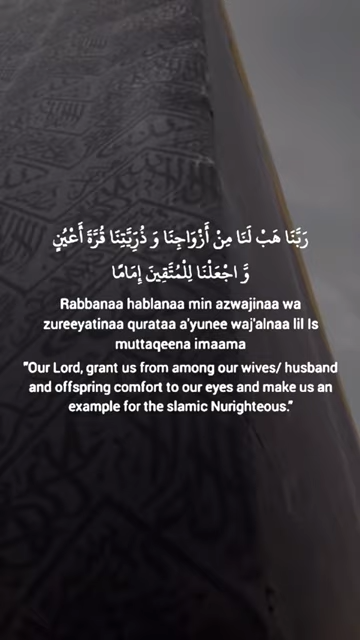 رَبَّنَا هَبْ لَنَا مِنْ أَزْوَاجِنَا وَ ذُرِّيَّتِنَا قُرَّةَ أَعْيُنٍ
وَّ اجْعَلْنَا لِلْمُتَّقِينَ إِمَامًا
Rabbanaa hablanaa min azwajinaa wa
zureeyatinaa qurataa a'yunee waj'alnaa lil Is
muttaqeena imaama
"Our Lord, grant us from among our wives/ husband
and offspring comfort to our eyes and make us an
example for the slamic Nurighteous."